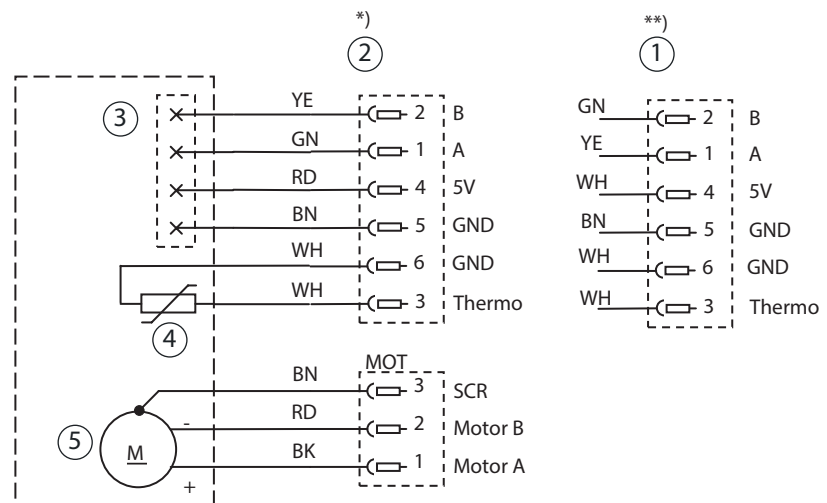 *) **)
2 1
3 YE 2 B GN 2 B
GN 1 A YE 1 A
RD 4 5V WH 4 5V
BN 5 GND BN 5 GND
WH 6 GND WH 6 GND
WH 3 Thermo WH 3 Thermo
4
MOT
BN 3 SCR
5 M - RD 2 Motor B
+ BK 1 Motor A